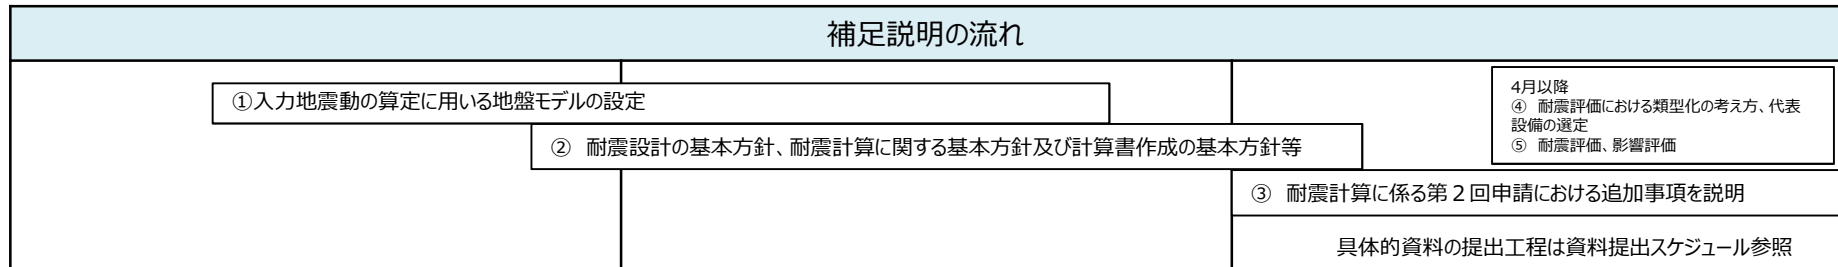 補足説明の流れ
①入力地震動の算定に用いる地盤モデルの設定
4月以降
④ 耐震評価における類型化の考え方、代表
設備の選定
⑤ 耐震評価、影響評価
② 耐震設計の基本方針、耐震計算に関する基本方針及び計算書作成の基本方針等
③ 耐震計算に係る第２回申請における追加事項を説明
具体的資料の提出工程は資料提出スケジュール参照